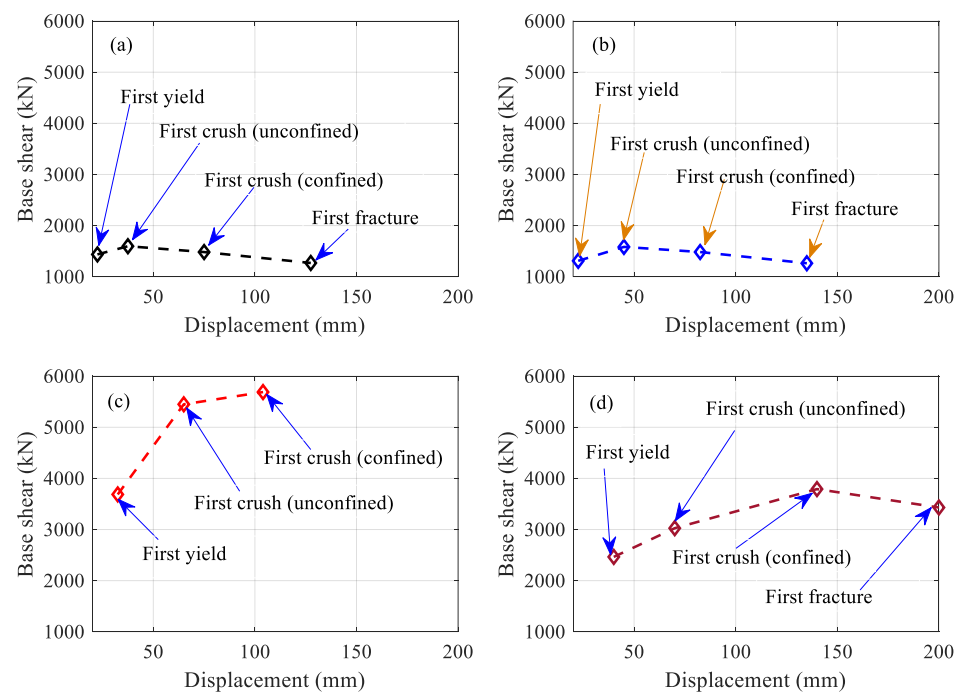 6000
(a)
5000
First yield
4000
First crush (unconfined)
3000
First crush (confined)
2000
First fracture
1000
50
100
150
200
Base shear (kN)
Displacement (mm)
6000
(b)
5000
First yield
4000
First crush (unconfined)
3000
First crush (confined)
2000
First fracture
1000
50
100
150
200
Base shear (kN)
Displacement (mm)
6000
(c)
5000
First crush (confined)
4000
First crush (unconfined)
3000
First yield
2000
1000
50
100
150
200
Base shear (kN)
Displacement (mm)
6000
(d)
First crush (unconfined)
5000
First yield
4000
3000
First crush (confined)
2000
First fracture
1000
50
100
150
200
Base shear (kN)
Displacement (mm)